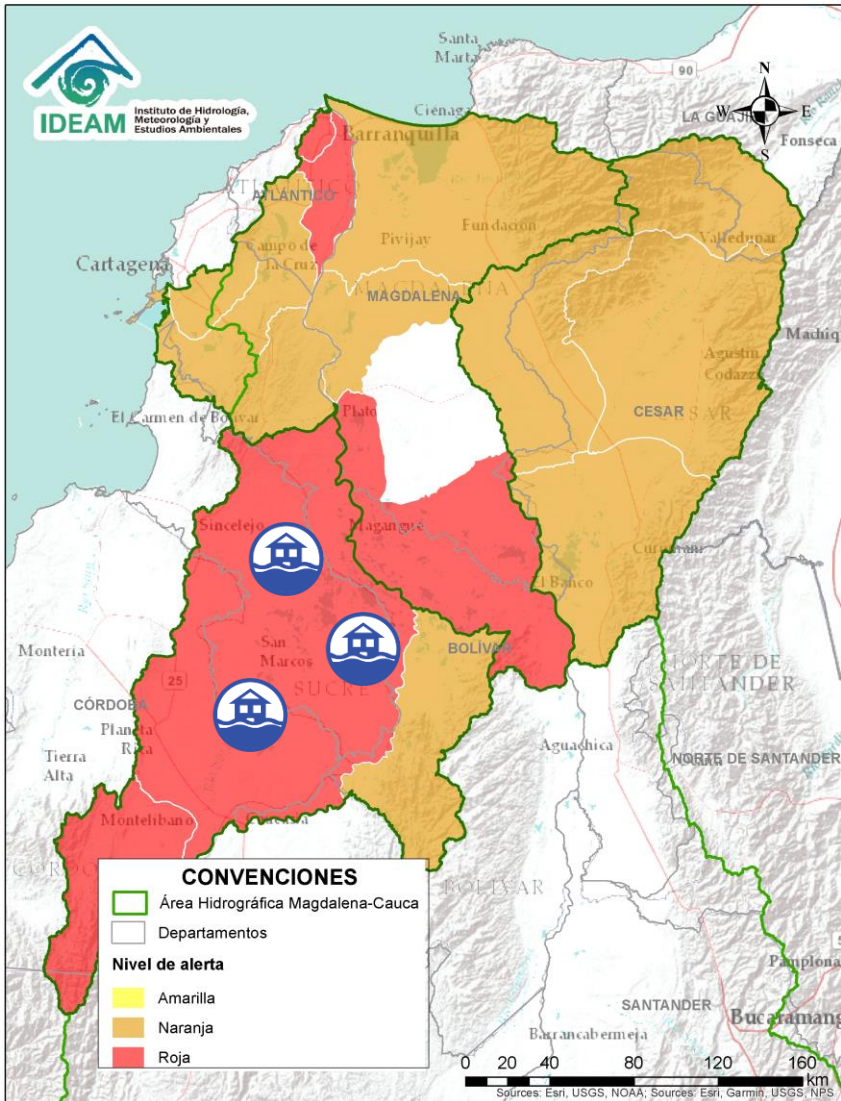 IDEAM
Instituto de Hidrología,
Meteorología y
Estudios Ambientales
Santa
Marta
90
N
W
E
S
LA GUAJI
Ciénaga
Barranquilla
Fonseca
ATLÁNTICO
Cartagena
Campo de
la Cruz
Pivijay
Fundación
Valledupar
MAGDALENA
Machiq
Agustín
Codazzi
El Carmen de Bolívar
Plato
CESAR
Sincelejo
Magangué
Curumaní
El Banco
Montería
San
Marcos
SUCRE
BOLÍVAR
NORTE DE
SANTANDER
25
CÓRDOBA
Planeta
Rica
Tierra
Alta
Aguachica
NORTE DE SANTANDER
Montelíbano
Caucasia
BOLÍVAR
CONVENCIONES
Área Hidrográfica Magdalena-Cauca
Departamentos
Nivel de alerta
Amarilla
Naranja
Roja
Pamplona
SANTANDER
Bucaramang
Barrancabermeja
0 20 40 80 120 160
KM
Sources: Esri, USGS, NOAA; Sources: Esri, Garmin, USGS, NPS